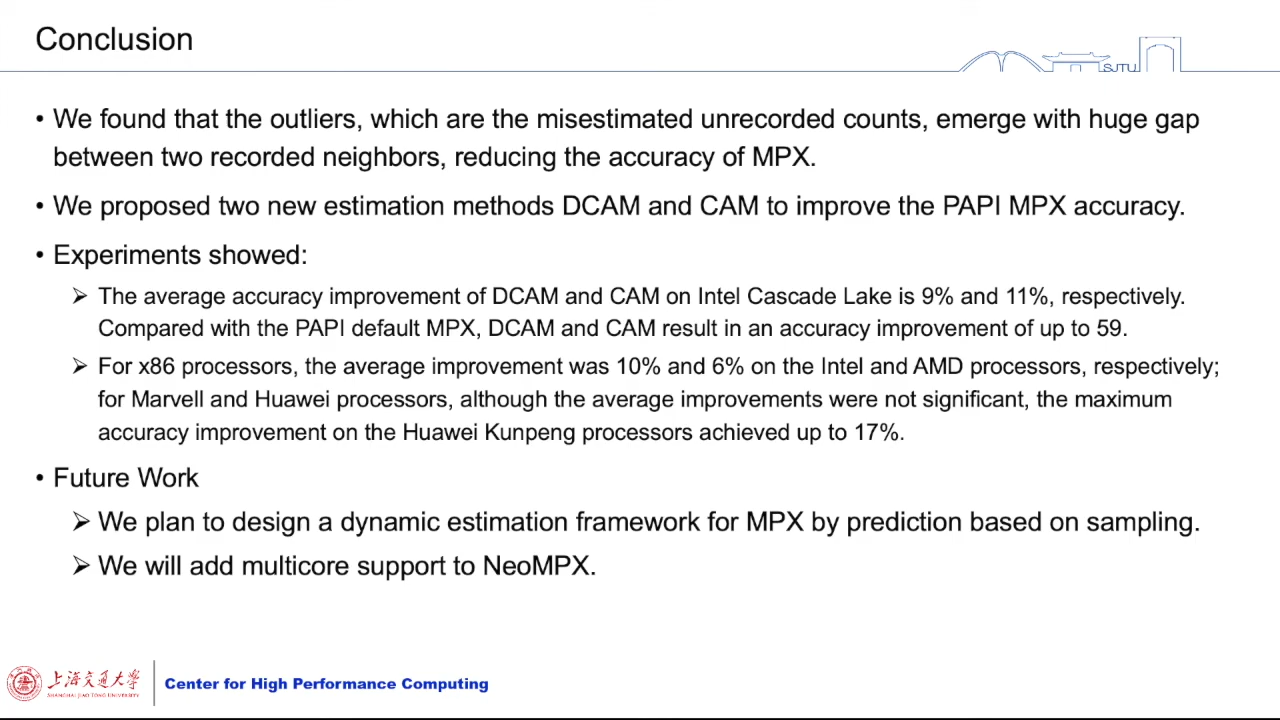 Conclusion
SJTU
• We found that the outliers, which are the misestimated unrecorded counts, emerge with huge gap
between two recorded neighbors, reducing the accuracy of MPX.
• We proposed two new estimation methods DCAM and CAM to improve the PAPI MPX accuracy.
• Experiments showed:
➢ The average accuracy improvement of DCAM and CAM on Intel Cascade Lake is 9% and 11%, respectively.
Compared with the PAPI default MPX, DCAM and CAM result in an accuracy improvement of up to 59.
➢ For x86 processors, the average improvement was 10% and 6% on the Intel and AMD processors, respectively;
for Marvell and Huawei processors, although the average improvements were not significant, the maximum
accuracy improvement on the Huawei Kunpeng processors achieved up to 17%.
• Future Work
➢ We plan to design a dynamic estimation framework for MPX by prediction based on sampling.
➢ We will add multicore support to NeoMPX.
上海交通大学
SHANGHAI JIAO TONG UNIVERSITY
Center for High Performance Computing